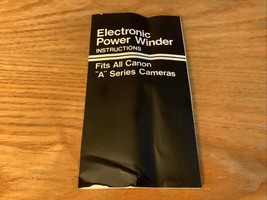 Electronic
Power Winder
INSTRUCTIONS
Fits All Canon
"A" Series Cameras